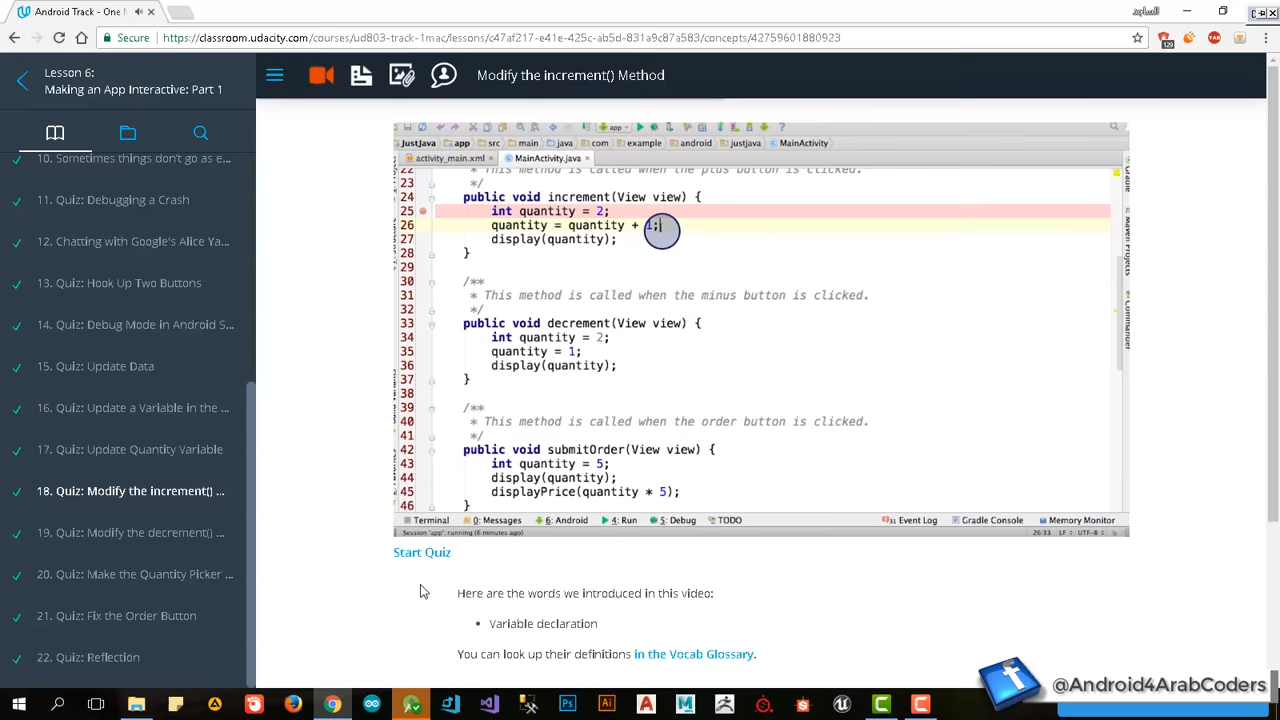 Android Track - One M
الساجد
Secure
https://classroom.udacity.com/courses/ud803-track-1mac/lessons/c47af217-e41e-425c-ab5d-831a9c87a583/concepts/42759601180923
129
YAB
Lesson 6:
Making an App Interactive: Part 1
Modify the increment() Method
10. Sometimes things don't go as e...
11. Quiz: Debugging a Crash
12. Chatting with Google's Alice Ya...
13. Quiz: Hook Up Two Buttons
14. Quiz: Debug Mode in Android S...
15. Quiz: Update Data
16. Quiz: Update a Variable in the ...
17. Quiz: Update Quantity Variable
18. Quiz: Modify the increment() ...
19. Quiz: Modify the decrement() ...
20. Quiz: Make the Quantity Picker ...
21. Quiz: Fix the Order Button
22. Quiz: Reflection
app
JustJava app src main java com example android justjava MainActivity
activity_main.xml MainActivity.java
22 * This method is called when the plus button is clicked.
23 */
24 public void increment(View view) {
25 int quantity = 2;
26 quantity = quantity + 1;
27 display(quantity);
28 }
29
30 /**
31 * This method is called when the minus button is clicked.
32 */
33 public void decrement(View view) {
34 int quantity = 2;
35 quantity = 1;
36 display(quantity);
37 }
38
39 /**
40 * This method is called when the order button is clicked.
41 */
42 public void submitOrder(View view) {
43 int quantity = 5;
44 display(quantity);
45 displayPrice(quantity * 5);
46 }
Maven Projects
Commander
Terminal 0: Messages 6: Android 4: Run 5: Debug TODO Event Log Gradle Console Memory Monitor
Session 'app': running (6 minutes ago) 26:33 LF UTF-8
Start Quiz
Here are the words we introduced in this video:
• Variable declaration
You can look up their definitions in the Vocab Glossary.
@Android4ArabCoders